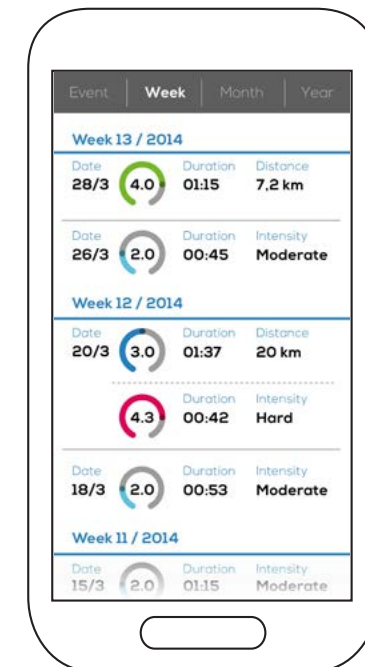 Event Week Month Year
Week 13 / 2014
Date Duration Distance
28/3 4.0 01:15 7,2 km
Date Duration Intensity
26/3 2.0 00:45 Moderate
Week 12 / 2014
Date Duration Distance
20/3 3.0 01:37 20 km
Duration Intensity
4.3 00:42 Hard
Date Duration Intensity
18/3 2.0 00:53 Moderate
Week 11 / 2014
Date Duration Intensity
15/3 2.0 01:15 Moderate